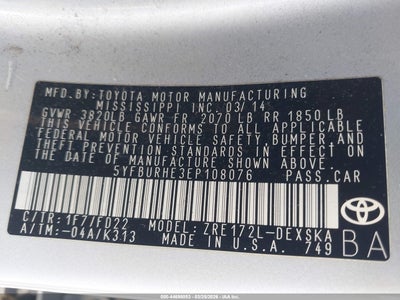 MFD.BY:TOYOTA MOTOR MANUFACTURING
MISSISSIPPI INC. 03/14
GVWR 3820LB GAWR FR 2070 LB RR 1850 LB
THIS VEHICLE CONFORMS TO ALL APPLICABLE
FEDERAL MOTOR VEHICLE SAFETY, BUMPER, AND
THEFT PREVENTION STANDARDS IN EFFECT ON
THE DATE OF MANUFACTURE SHOWN ABOVE.
5YFBURHE3EP108076 PASS.CAR
C/TR:1F7/FD22 MODEL: ZRE172L-DEXSKA
A/TM:-04A/K313 MADE IN U.S.A. 749
TOYOTA
BA